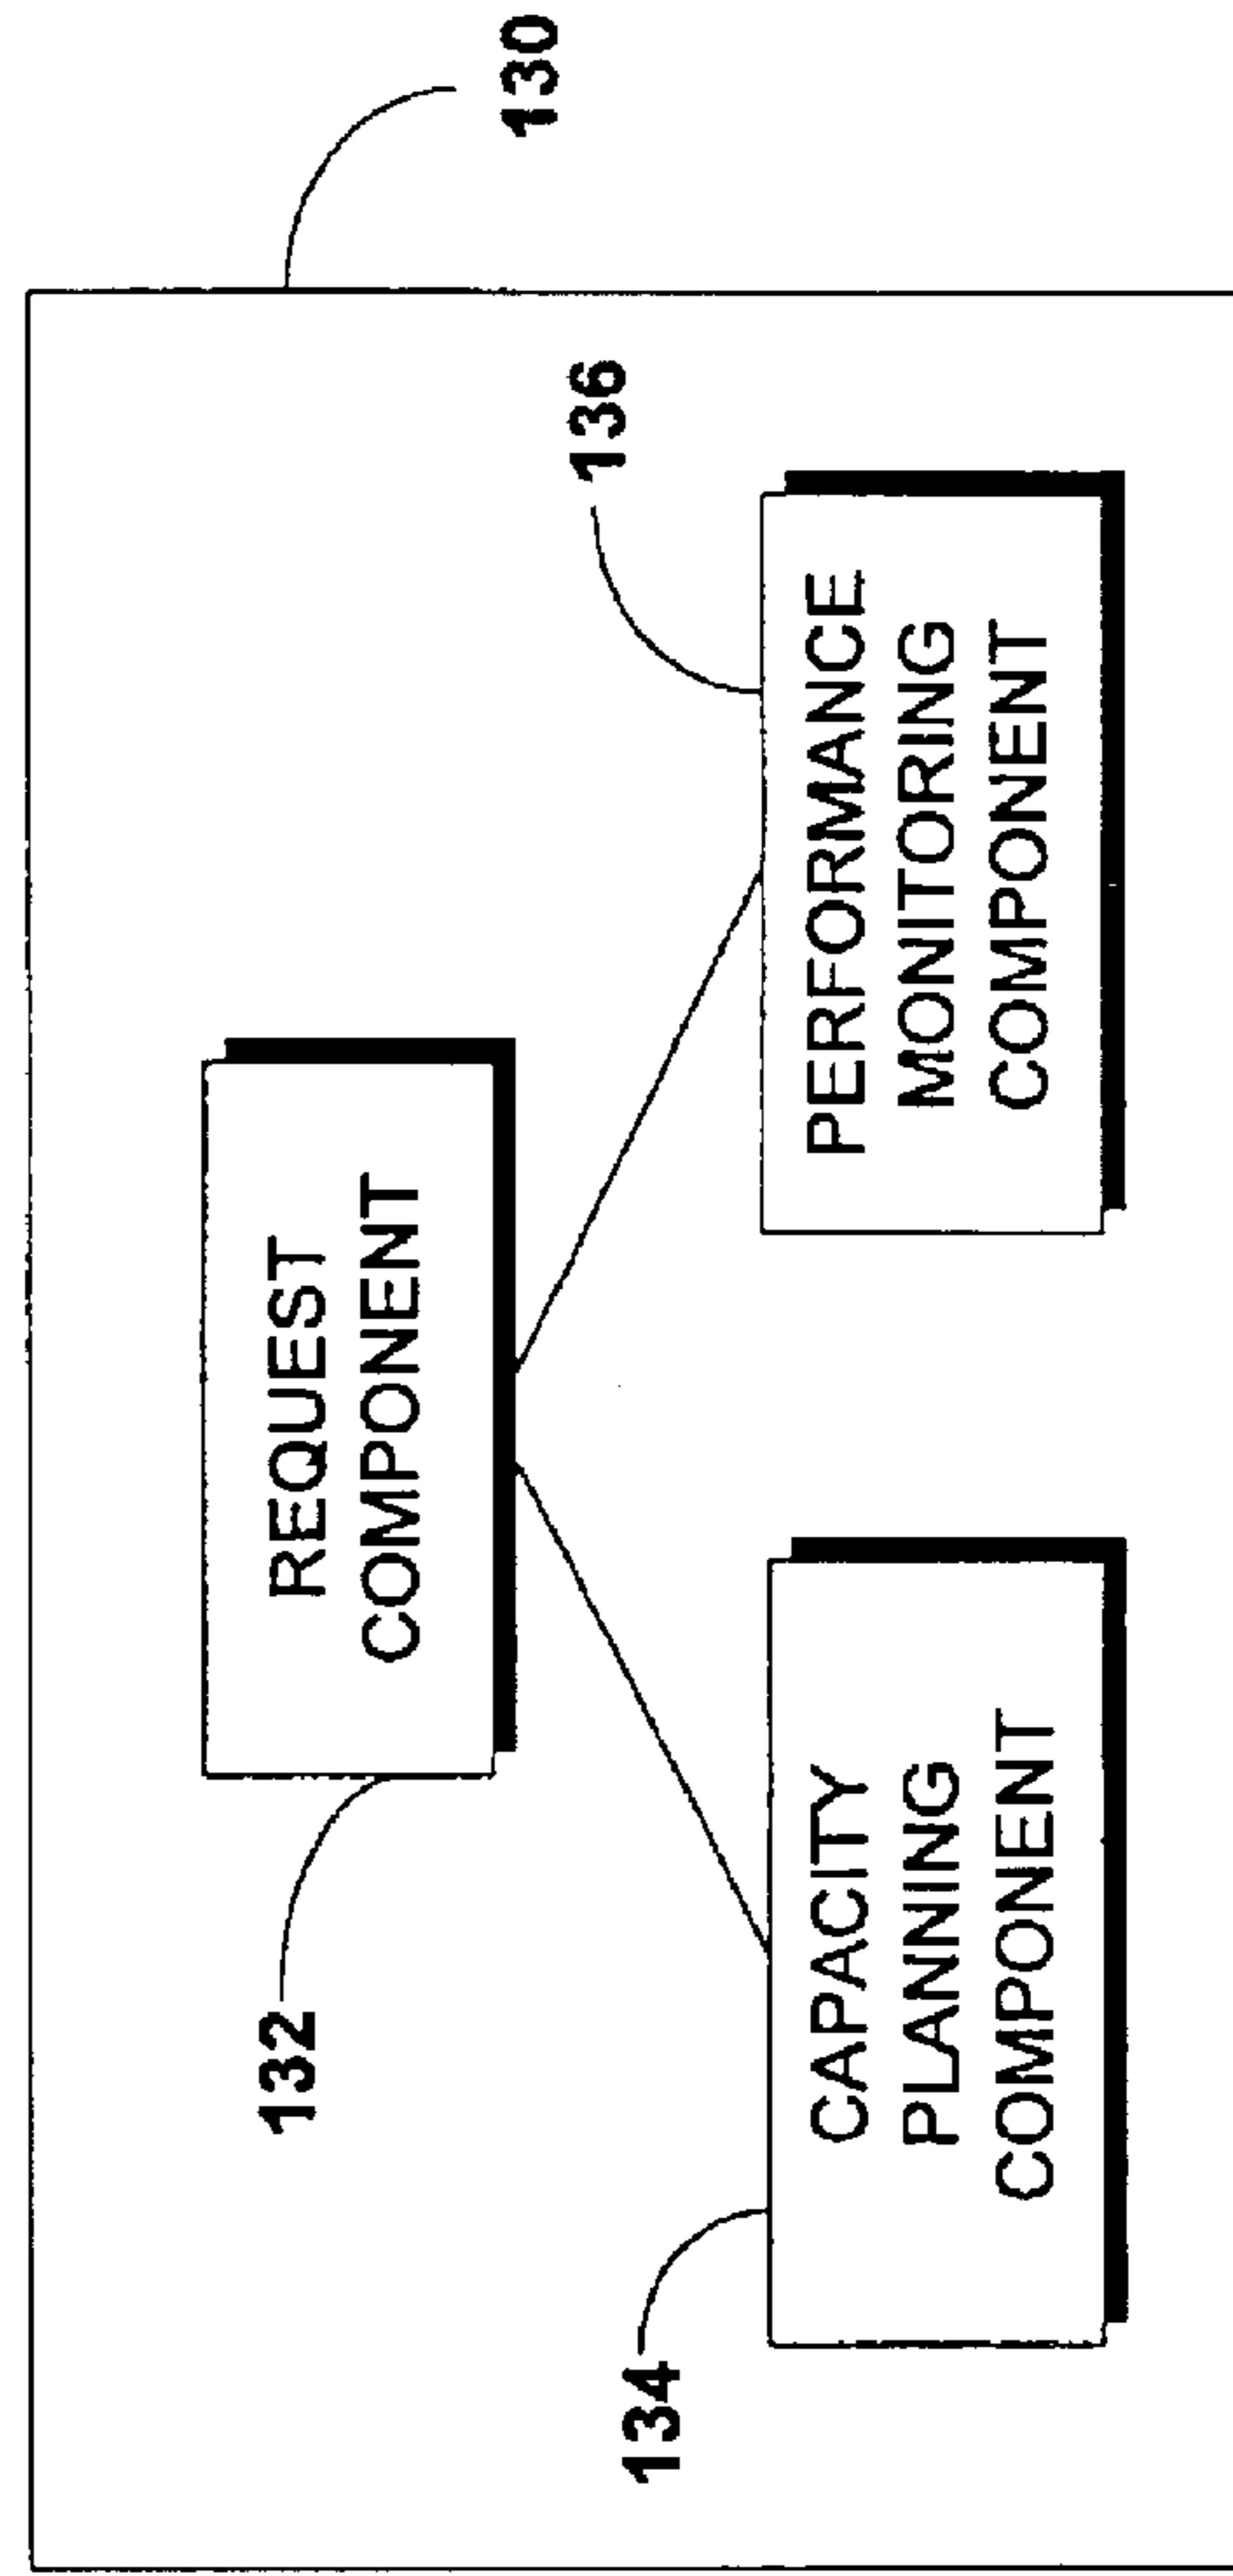 130
132
REQUEST
COMPONENT
134
CAPACITY
PLANNING
COMPONENT
136
PERFORMANCE
MONITORING
COMPONENT